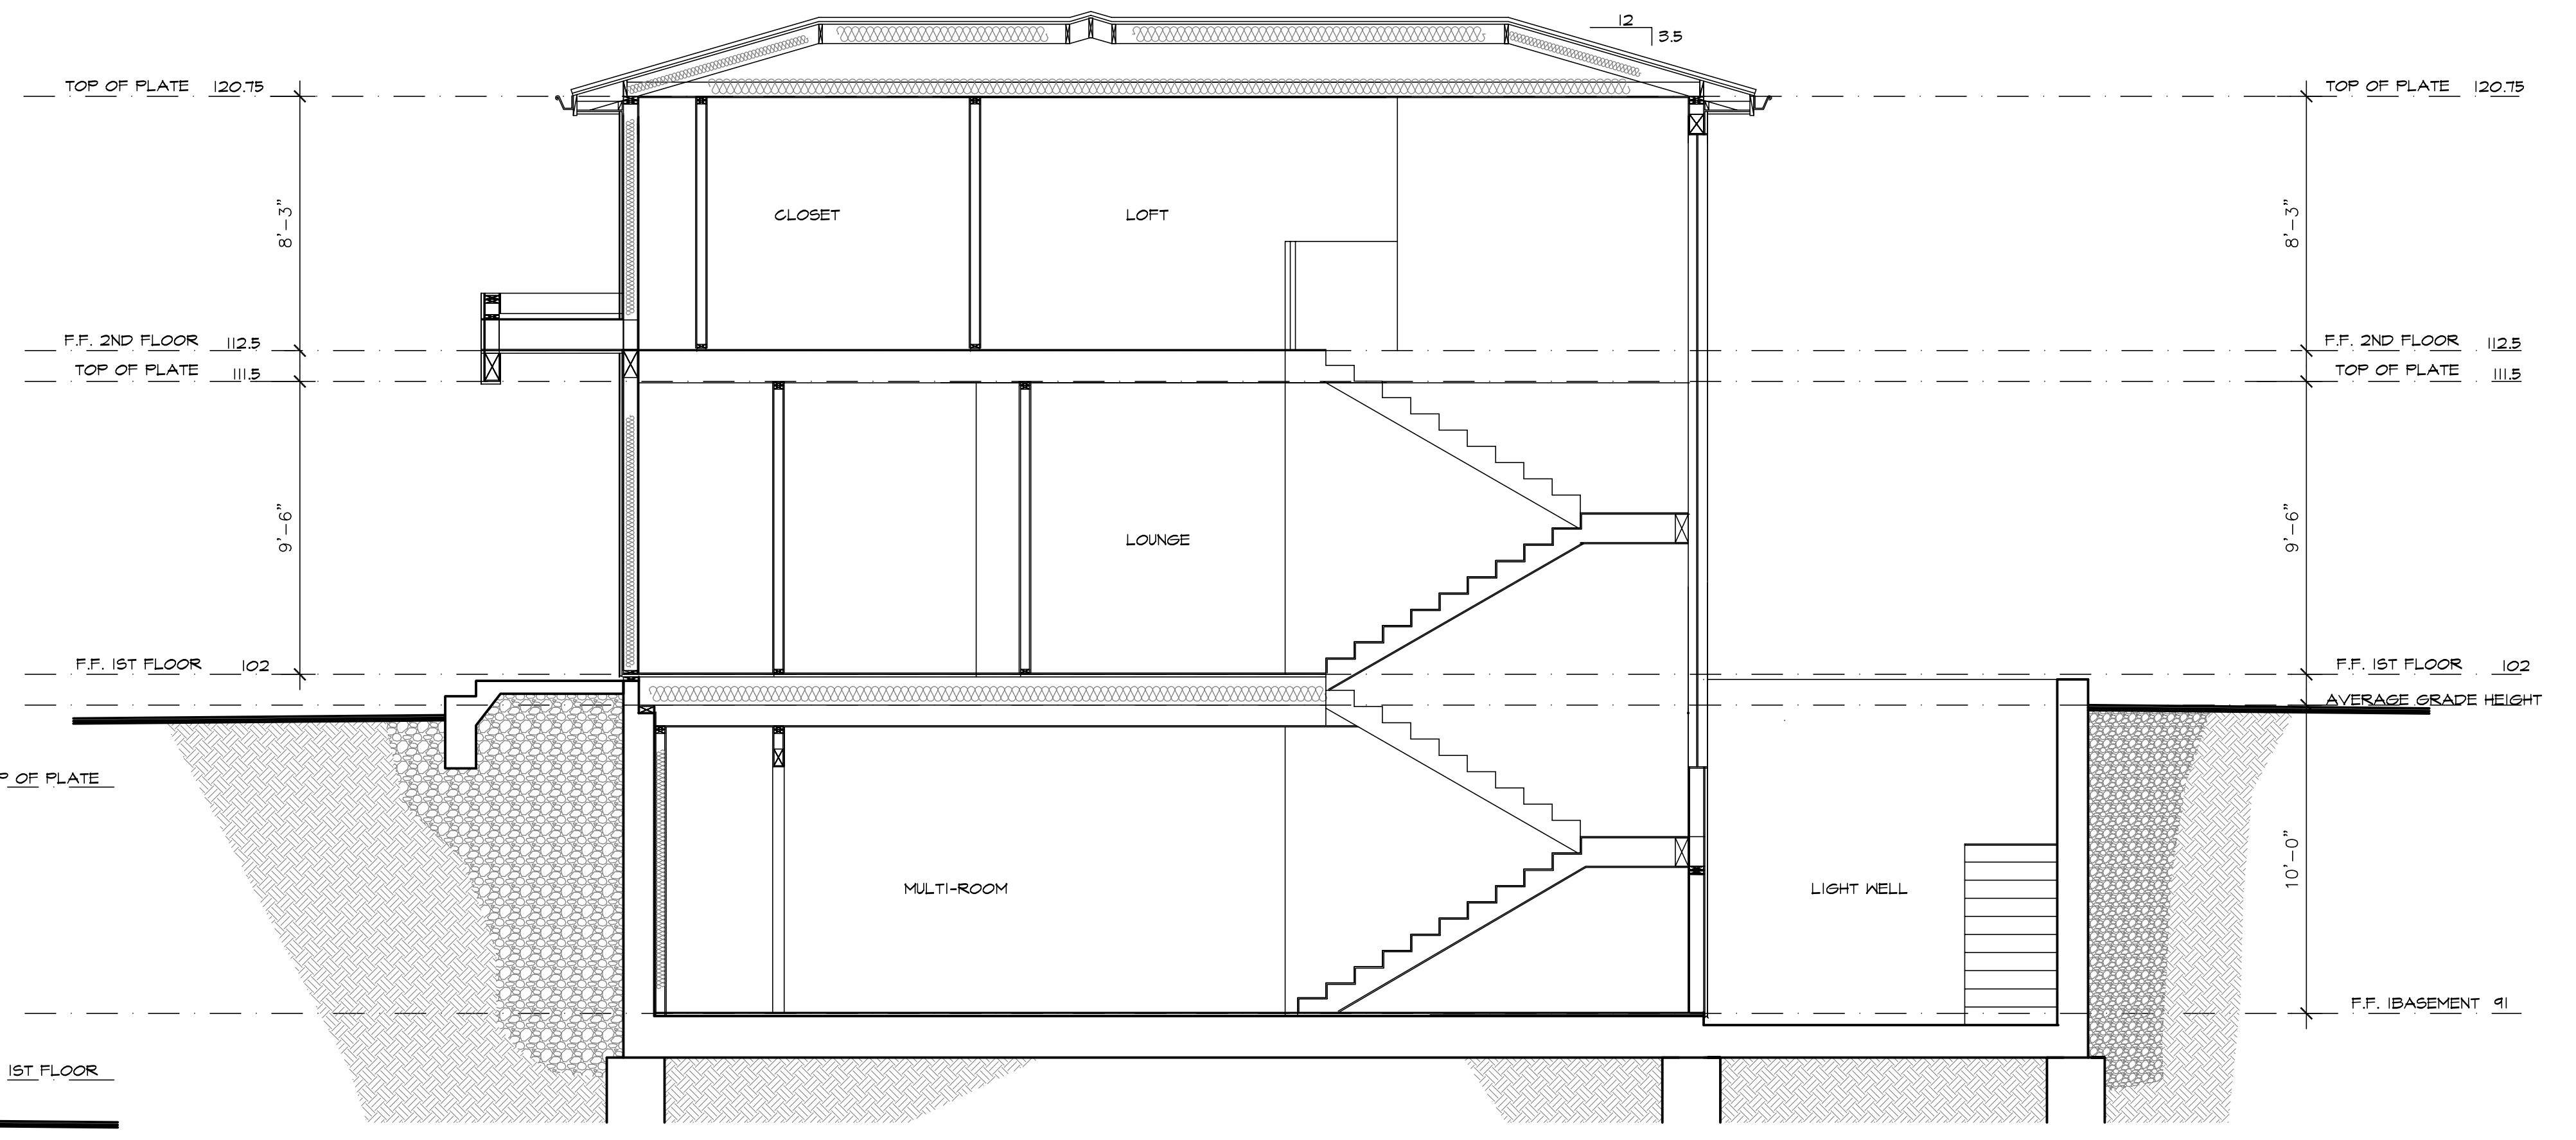 12
3.5
TOP OF PLATE 120.75
TOP OF PLATE 120.75
8'-3"
8'-3"
CLOSET
LOFT
F.F. 2ND FLOOR 112.5
F.F. 2ND FLOOR 112.5
TOP OF PLATE 111.5
TOP OF PLATE 111.5
9'-6"
9'-6"
LOUNGE
F.F. 1ST FLOOR 102
F.F. 1ST FLOOR 102
AVERAGE GRADE HEIGHT
P OF PLATE
10'-0"
MULTI-ROOM
LIGHT WELL
F.F. 1BASEMENT 91
1ST FLOOR